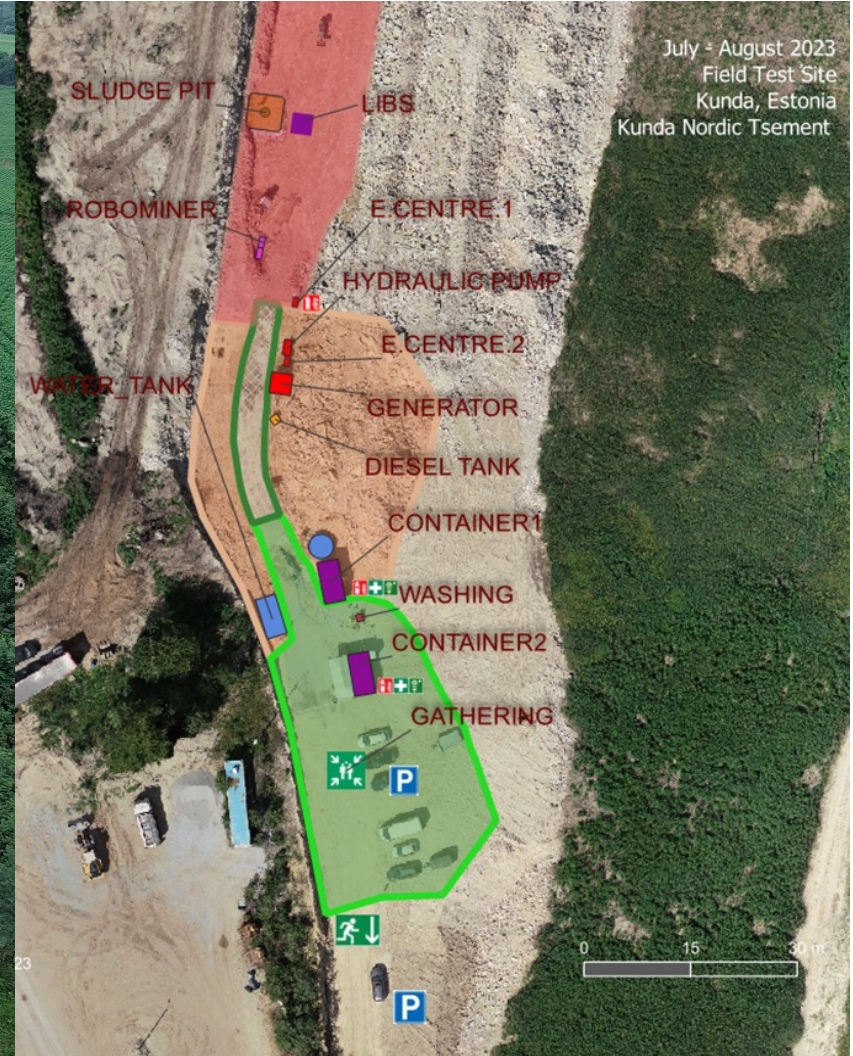 July - August 2023
Field Test Site
Kunda, Estonia
Kunda Nordic Tsement
SLUDGE PIT
LIBS
ROBOMINER
E.CENTRE.1
HYDRAULIC PUMP
E.CENTRE.2
WATER_TANK
GENERATOR
DIESEL TANK
CONTAINER1
WASHING
CONTAINER2
GATHERING
P
0 15 30 m
23
P